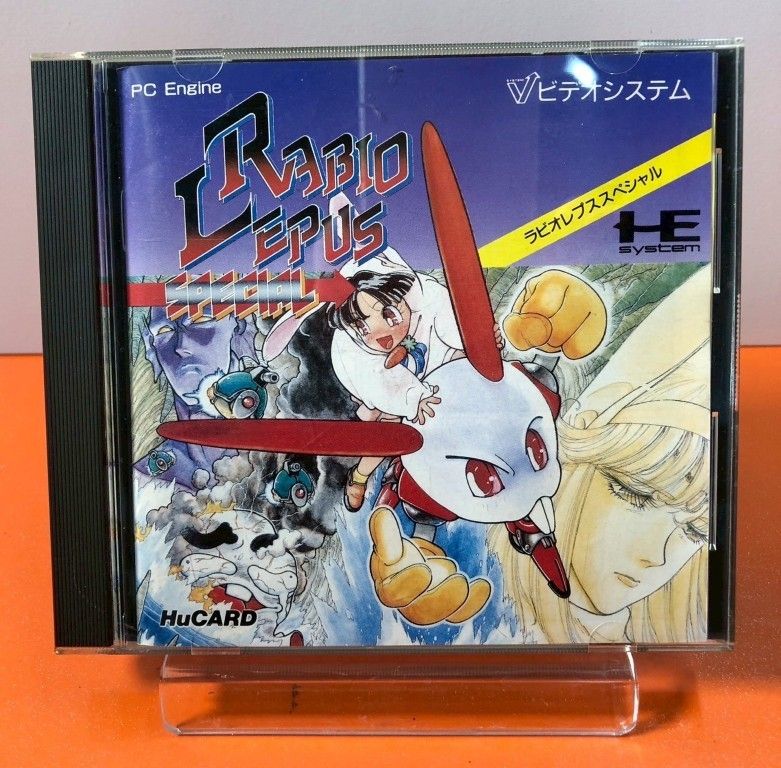 PC Engine
ビデオシステム
RABIO
LEPUS
SPECIAL
ラビオレプススペシャル
HE
system
HuCARD